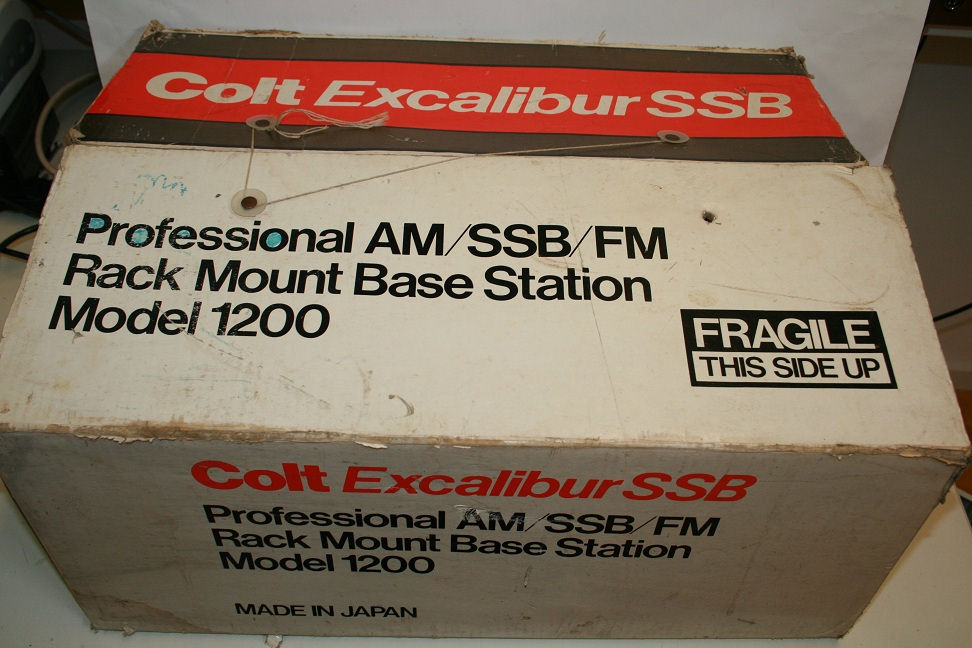 Colt Excalibur SSB
Professional AM/SSB/FM
Rack Mount Base Station
Model 1200
FRAGILE
THIS SIDE UP
Colt Excalibur SSB
Professional AM/SSB/FM
Rack Mount Base Station
Model 1200
MADE IN JAPAN